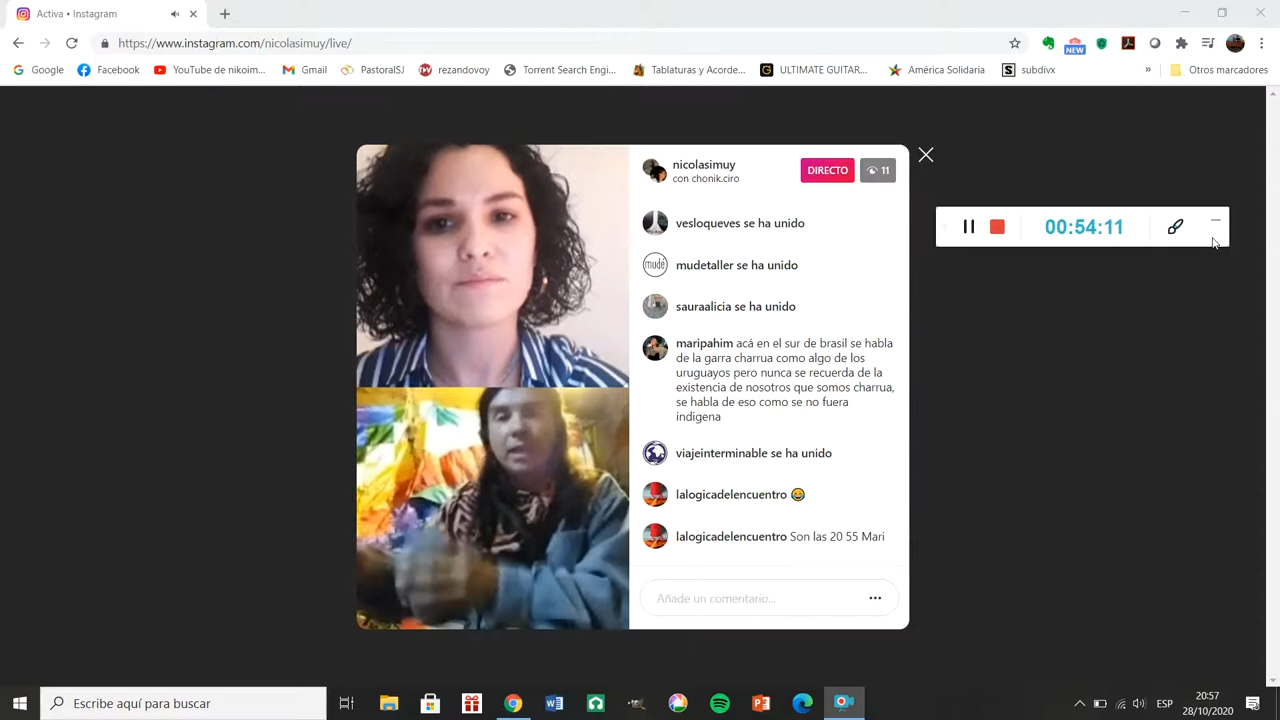 Activa • Instagram
https://www.instagram.com/nicolasimuy/live/
NEW
Google
Facebook
YouTube de nikoim...
Gmail
PastoralSJ
rezandovoy
Torrent Search Engi...
Tablaturas y Acorde...
ULTIMATE GUITAR...
América Solidaria
subdivx
»
Otros marcadores
nicolasimuy
con chonik.ciro
DIRECTO
11
vesloqueves se ha unido
mudé
mudetaller se ha unido
sauraalicia se ha unido
maripahim acá en el sur de brasil se habla
de la garra charrua como algo de los
uruguayos pero nunca se recuerda de la
existencia de nosotros que somos charrua,
se habla de eso como se no fuera
indigena
viajeinterminable se ha unido
lalogicadelencuentro 😂
lalogicadelencuentro Son las 20 55 Mari
Añade un comentario...
00:54:11
Escribe aquí para buscar
ESP
20:57
28/10/2020